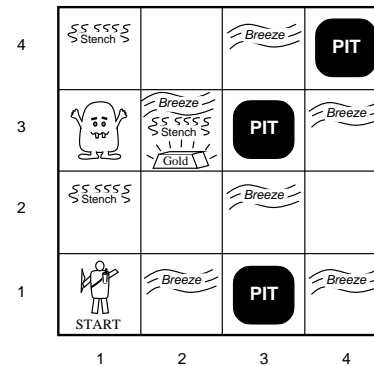 4
Stench
Breeze
PIT
3
Breeze
Stench
Gold
PIT
Breeze
2
Stench
Breeze
1
START
Breeze
PIT
Breeze
1 2 3 4